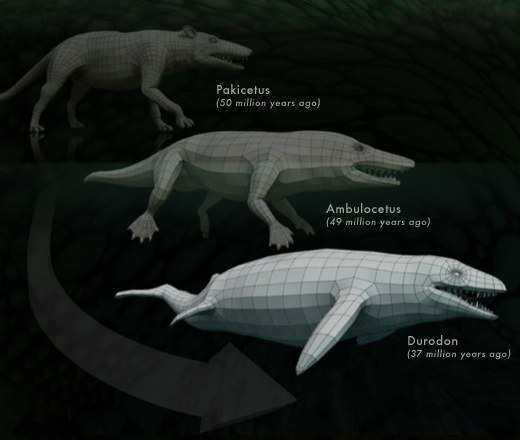 Pakicetus
(50 million years ago)
Ambulocetus
(49 million years ago)
Durodon
(37 million years ago)